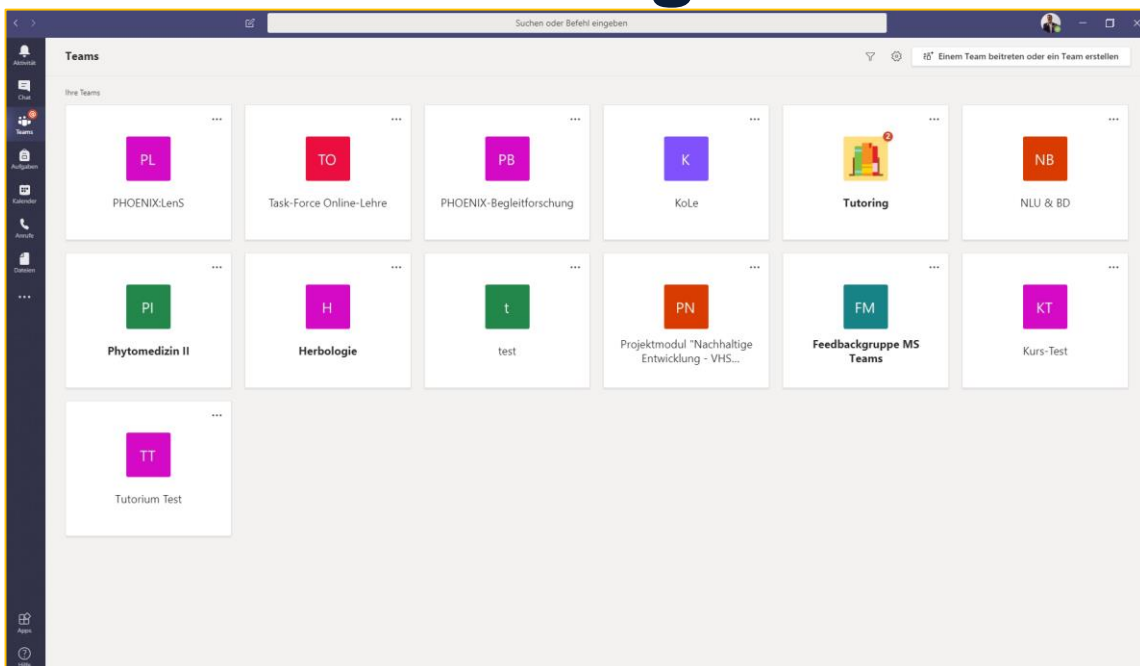 Suchen oder Befehl eingeben
Aktivität
Chat
Teams
Aufgaben
Kalender
Anrufe
Dateien
Apps
Hilfe
Teams
Einem Team beitreten oder ein Team erstellen
Ihre Teams
PL
PHOENIX:LenS
TO
Task-Force Online-Lehre
PB
PHOENIX-Begleitforschung
K
KoLe
2
Tutoring
NB
NLU & BD
PI
Phytomedizin II
H
Herbologie
t
test
PN
Projektmodul "Nachhaltige
Entwicklung - VHS...
FM
Feedbackgruppe MS
Teams
KT
Kurs-Test
TT
Tutorium Test